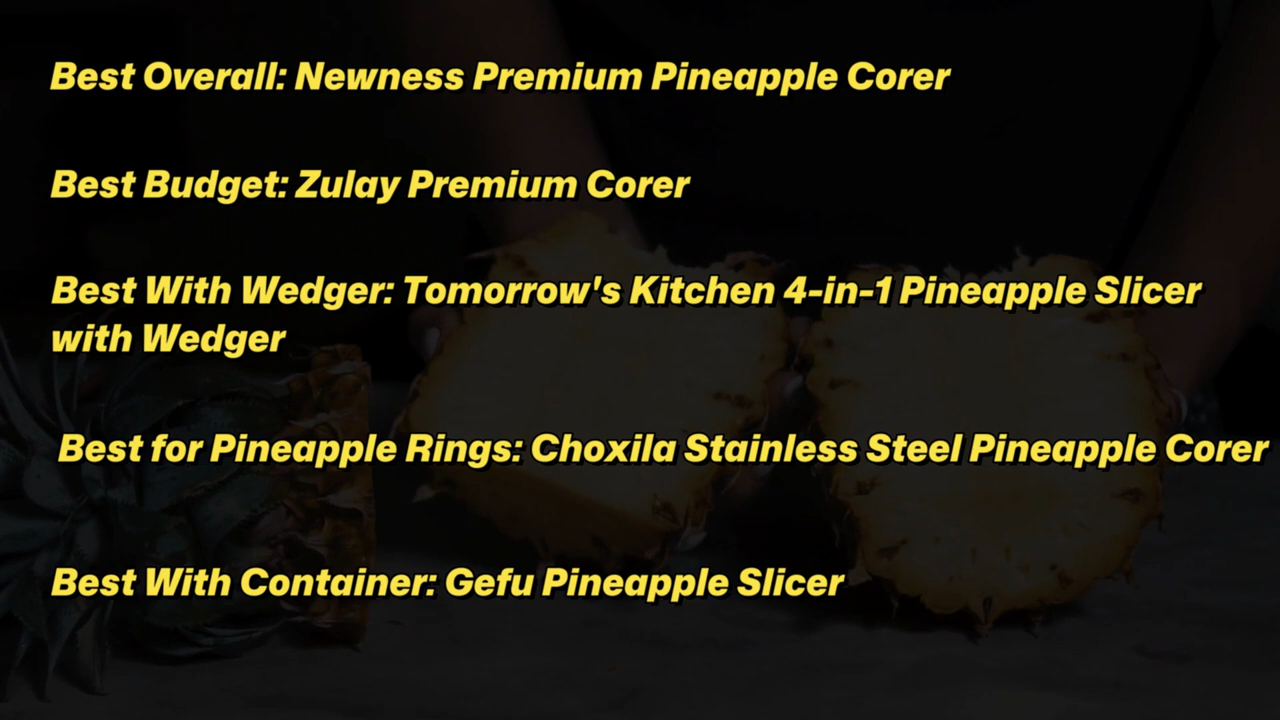 Best Overall: Newness Premium Pineapple Corer
Best Budget: Zulay Premium Corer
Best With Wedger: Tomorrow's Kitchen 4-in-1 Pineapple Slicer
with Wedger
Best for Pineapple Rings: Choxila Stainless Steel Pineapple Corer
Best With Container: Gefu Pineapple Slicer